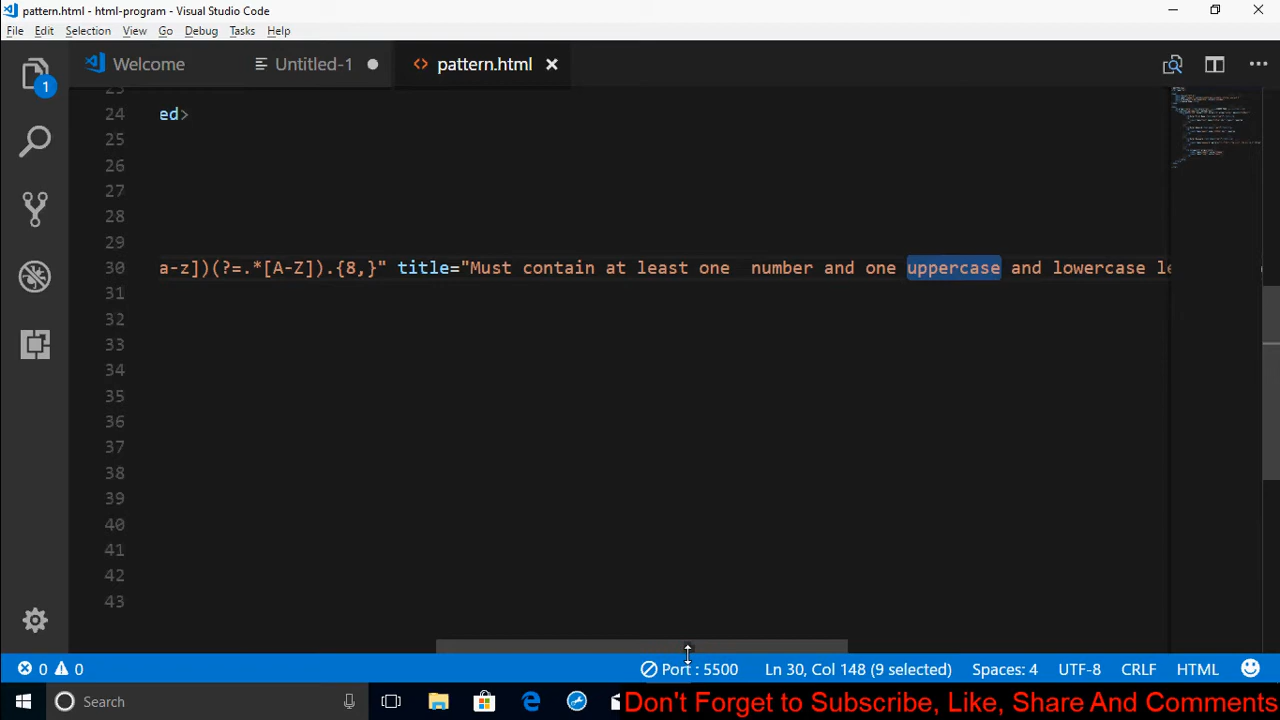 pattern.html - html-program - Visual Studio Code
File Edit Selection View Go Debug Tasks Help
Welcome Untitled-1 pattern.html
1
24 ed>
25
26
27
28
29
30 a-z])(?=.*[A-Z]).{8,}" title="Must contain at least one  number and one uppercase and lowercase le
31
32
33
34
35
36
37
38
39
40
41
42
43
0 0 Port : 5500 Ln 30, Col 148 (9 selected) Spaces: 4 UTF-8 CRLF HTML
Search Don't Forget to Subscribe, Like, Share And Comments